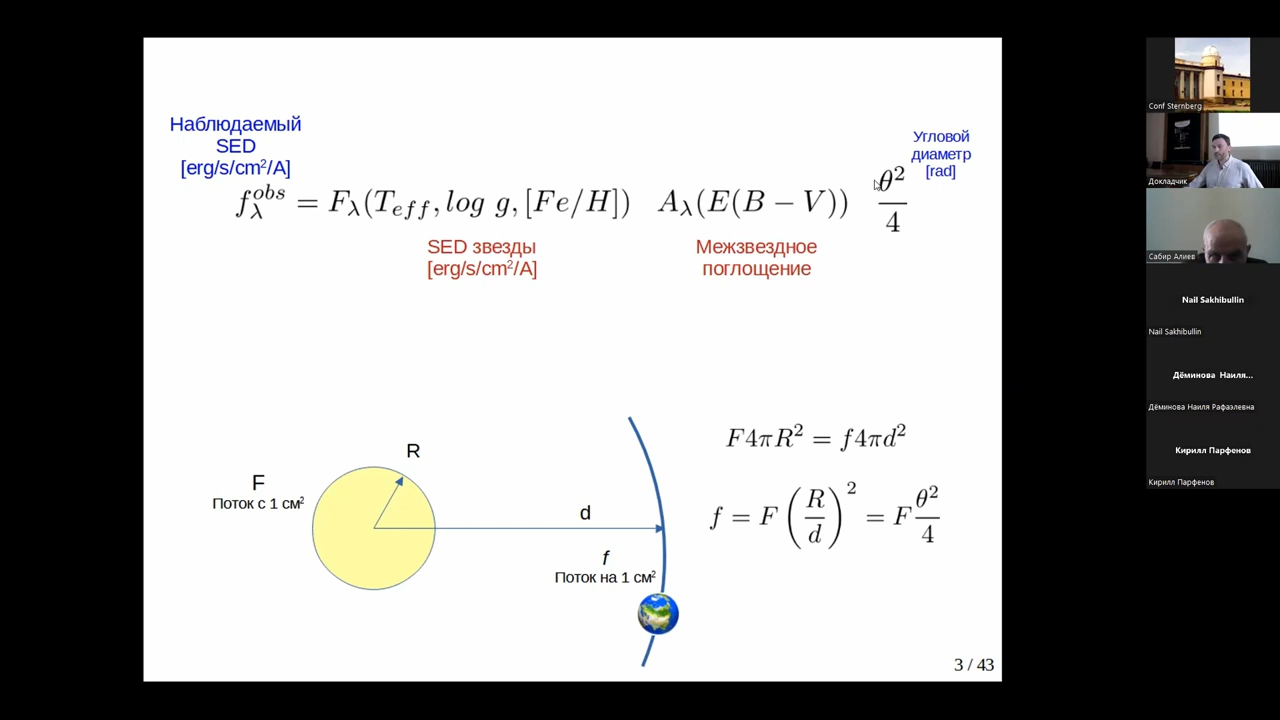 Наблюдаемый
SED
[erg/s/cm²/A]
Угловой
диаметр
[rad]
f_λ^{obs} = F_λ(T_{eff}, log g, [Fe/H]) A_λ(E(B − V)) θ²/4
SED звезды
[erg/s/cm²/A]
Межзвездное
поглощение
R
F
Поток с 1 см²
d
f
Поток на 1 см²
F4πR² = f4πd²
f = F (R/d)² = F θ²/4
3 / 43
Conf Sternberg
Докладчик
Сабир Алиев
Nail Sakhibullin
Nail Sakhibullin
Дёминова Наиля...
Дёминова Наиля Рафаэлевна
Кирилл Парфенов
Кирилл Парфенов